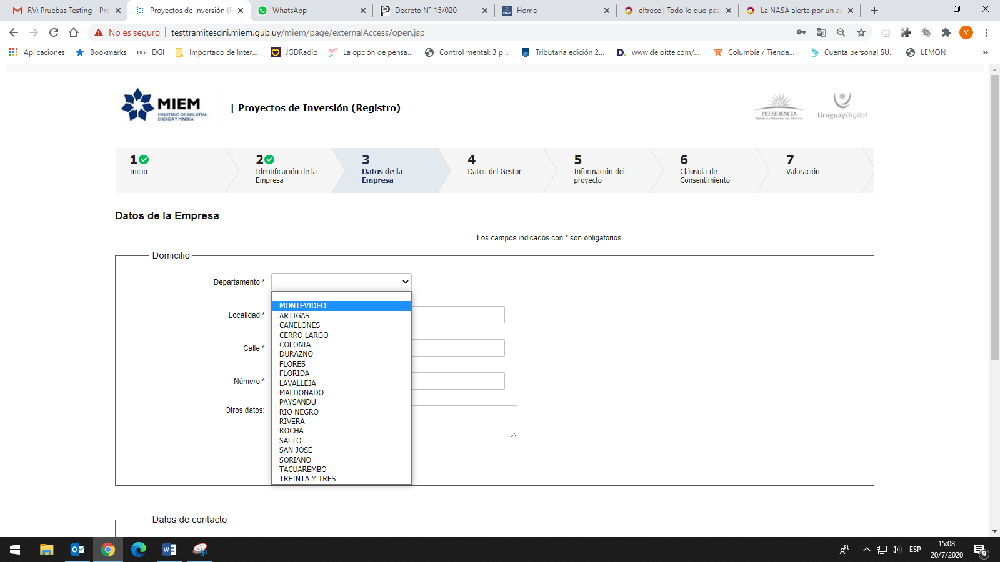 RV: Pruebas Testing - Pro
Proyectos de Inversión (R
WhatsApp
Decreto N° 15/020
Home
eltrece | Todo lo que pas
La NASA alerta por un as
No es seguro
testtramitesdni.miem.gub.uy/miem/page/externalAccess/open.jsp
V
Aplicaciones
Bookmarks
DGI DGI
Importado de Inter...
JGDRadio
La opción de pensa...
Control mental: 3 p...
Tributaria edición 2...
D. www.deloitte.com/...
Columbia / Tienda...
Cuenta personal SU...
LEMON
»
MIEM
MINISTERIO DE INDUSTRIA,
ENERGÍA Y MINERÍA
| Proyectos de Inversión (Registro)
PRESIDENCIA
REPÚBLICA ORIENTAL DEL URUGUAY
UruguayDigital
1
Inicio
2
Identificación de la
Empresa
3
Datos de la
Empresa
4
Datos del Gestor
5
Información del
proyecto
6
Cláusula de
Consentimiento
7
Valoración
Datos de la Empresa
Los campos indicados con * son obligatorios
Domicilio
Departamento:*
MONTEVIDEO
ARTIGAS
CANELONES
CERRO LARGO
COLONIA
DURAZNO
FLORES
FLORIDA
LAVALLEJA
MALDONADO
PAYSANDU
RIO NEGRO
RIVERA
ROCHA
SALTO
SAN JOSE
SORIANO
TACUAREMBO
TREINTA Y TRES
Localidad:*
Calle:*
Número:*
Otros datos:
Datos de contacto
ESP
15:08
20/7/2020
9